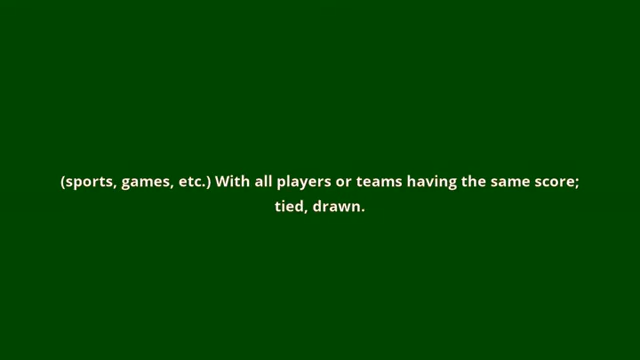 (sports, games, etc.) With all players or teams having the same score;
tied, drawn.